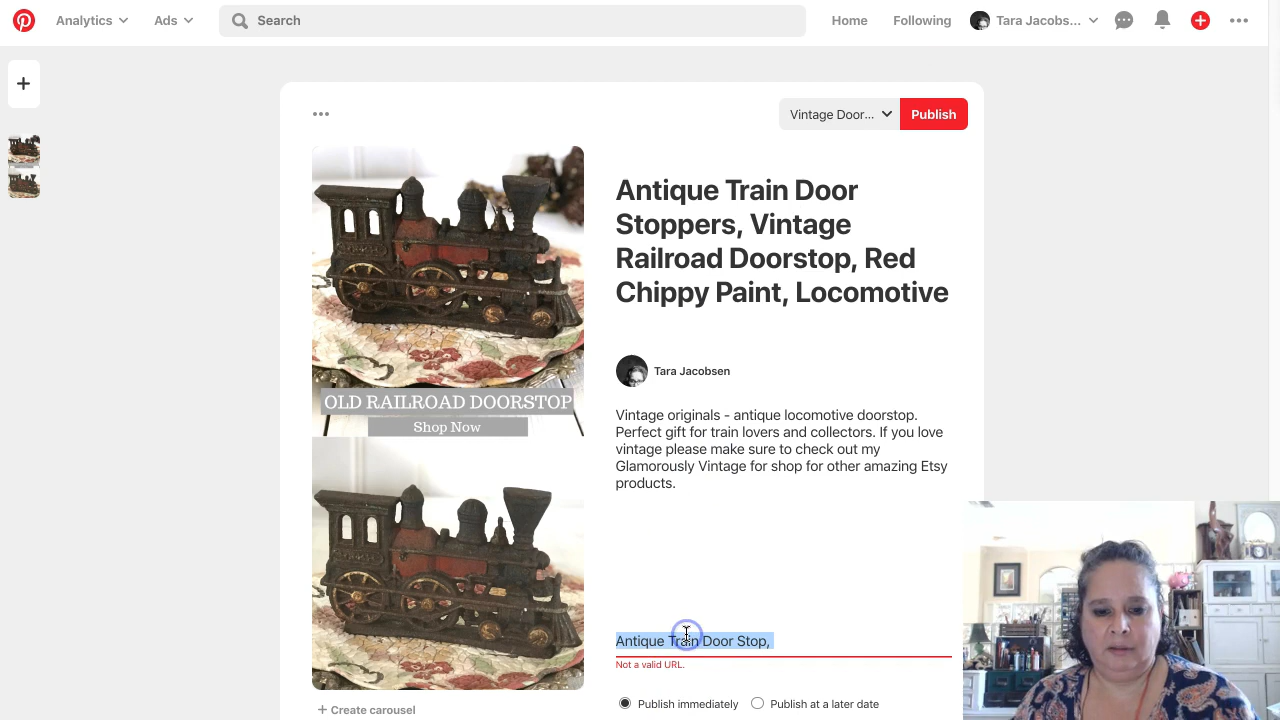 Analytics
Ads
Search
Home
Following
Tara Jacobs...
Vintage Door...
Publish
Antique Train Door
Stoppers, Vintage
Railroad Doorstop, Red
Chippy Paint, Locomotive
Tara Jacobsen
OLD RAILROAD DOORSTOP
Shop Now
Vintage originals - antique locomotive doorstop.
Perfect gift for train lovers and collectors. If you love
vintage please make sure to check out my
Glamorously Vintage for shop for other amazing Etsy
products.
Antique Train Door Stop,
Not a valid URL.
Publish immediately
Publish at a later date
+ Create carousel